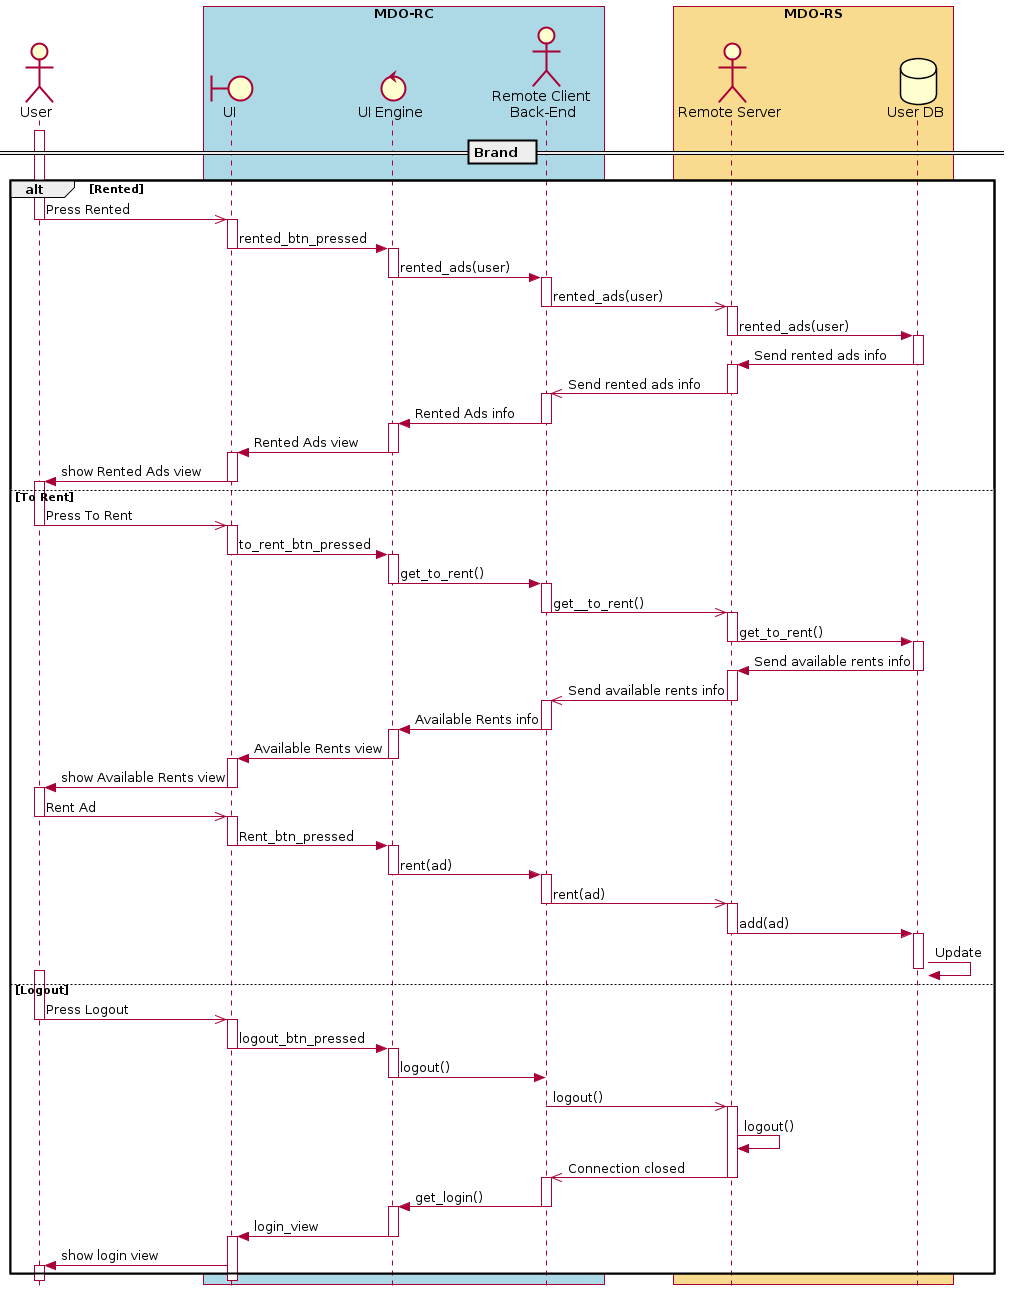 MDO-RC
MDO-RS
User
UI
UI Engine
Remote Client
Back-End
Remote Server
User DB
Brand
alt
[Rented]
Press Rented
rented_btn_pressed
rented_ads(user)
rented_ads(user)
rented_ads(user)
Send rented ads info
Send rented ads info
Rented Ads info
Rented Ads view
show Rented Ads view
[To Rent]
Press To Rent
to_rent_btn_pressed
get_to_rent()
get__to_rent()
get_to_rent()
Send available rents info
Send available rents info
Available Rents info
Available Rents view
show Available Rents view
Rent Ad
Rent_btn_pressed
rent(ad)
rent(ad)
add(ad)
Update
[Logout]
Press Logout
logout_btn_pressed
logout()
logout()
logout()
Connection closed
get_login()
login_view
show login view